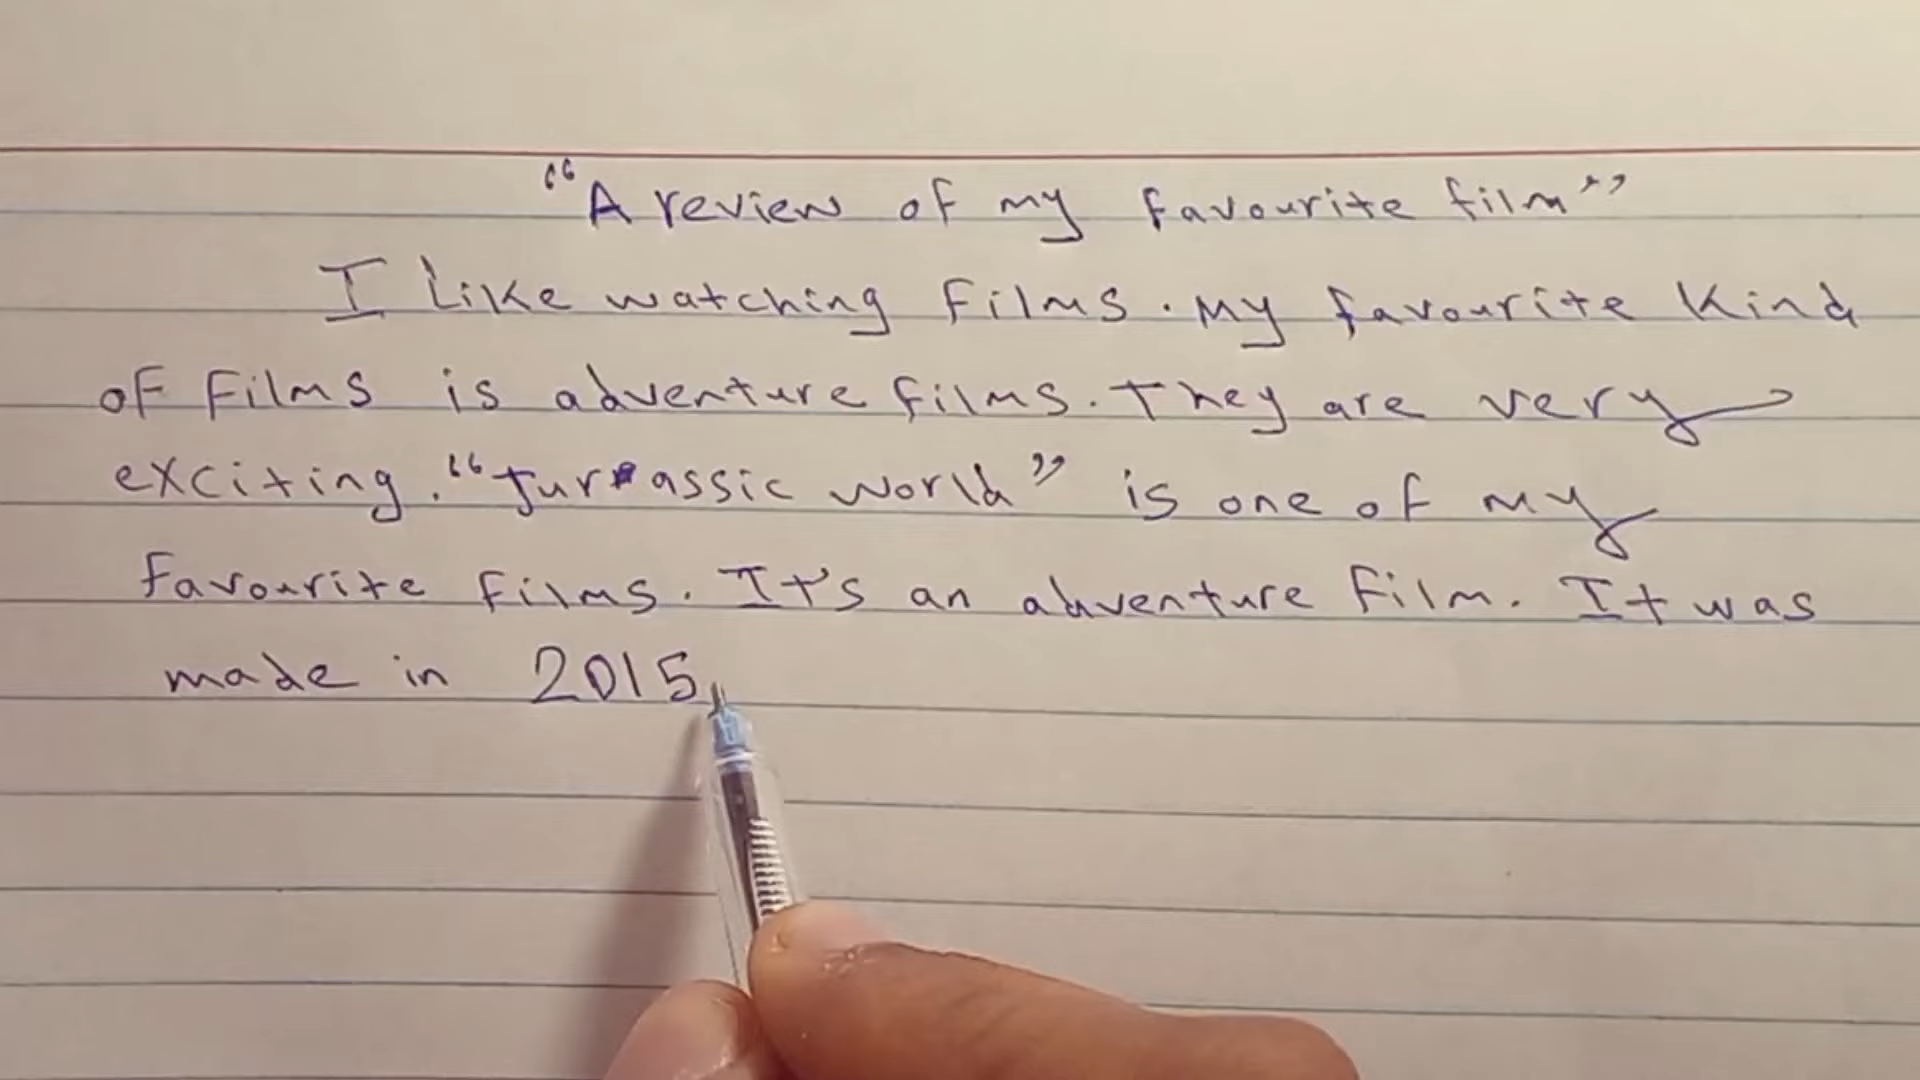 “A review of my favourite film”
I Like watching films. My favourite kind
of films is adventure films. They are very
exciting. “Jurassic world” is one of my
favourite films. It's an adventure film. It was
made in 2015.